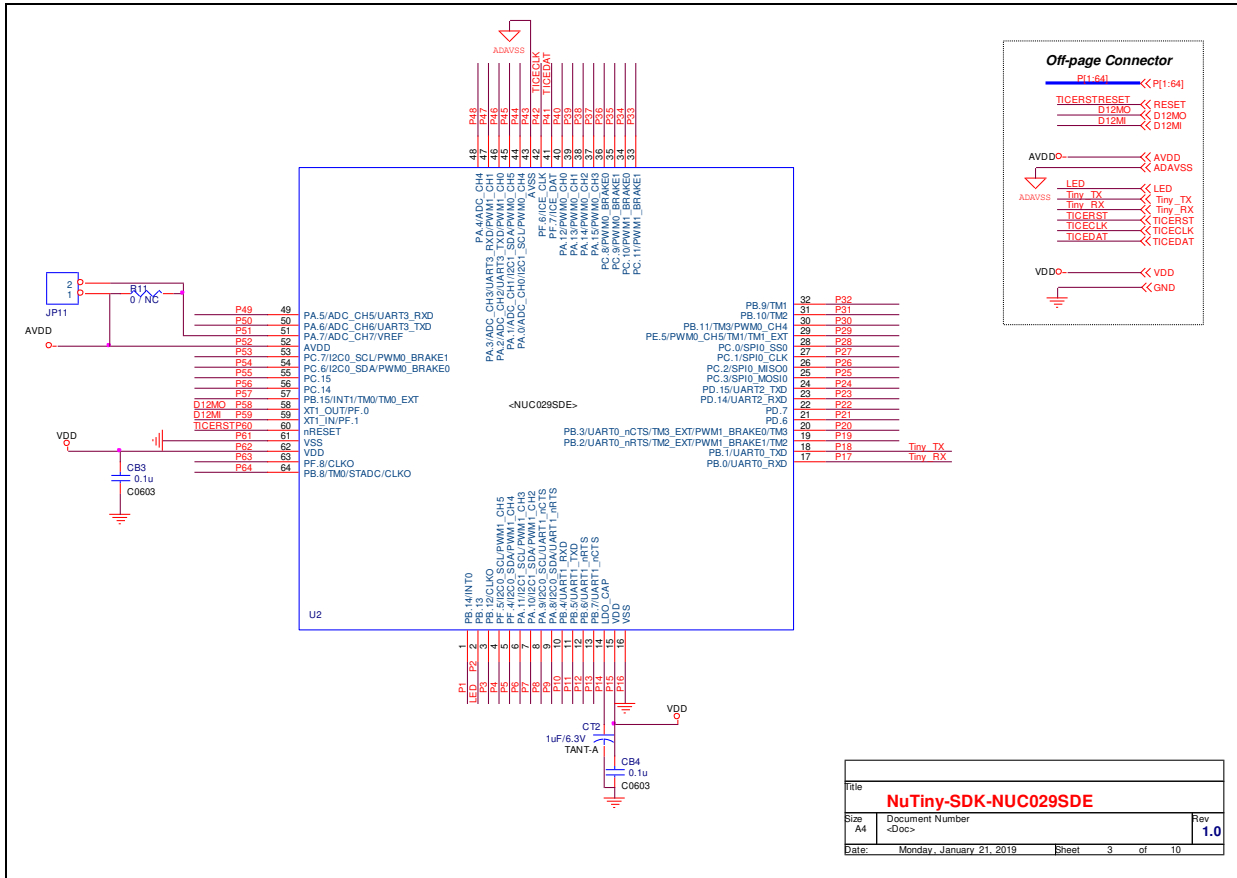 ADAVSS
TICECLK
TICEDAT
P48
P47
P46
P45
P44
P43
P42
P41
P40
P39
P38
P37
P36
P35
P34
P33
48
47
46
45
44
43
42
41
40
39
38
37
36
35
34
33
PA.4/ADC_CH4
PA.3/ADC_CH3/UART3_RXD/PWM1_CH1
PA.2/ADC_CH2/UART3_TXD/PWM1_CH0
PA.1/ADC_CH1/I2C1_SDA/PWM0_CH5
PA.0/ADC_CH0/I2C1_SCL/PWM0_CH4
AVSS
PF.6/ICE_CLK
PF.7/ICE_DAT
PA.12/PWM0_CH0
PA.13/PWM0_CH1
PA.14/PWM0_CH2
PA.15/PWM0_CH3
PC.8/PWM0_BRAKE0
PC.9/PWM0_BRAKE1
PC.10/PWM1_BRAKE0
PC.11/PWM1_BRAKE1
Off-page Connector
P[1:64] P[1:64]
TICERSTRESET RESET
D12MO D12MO
D12MI D12MI
AVDD AVDD
ADAVSS
ADAVSS
LED LED
Tiny_TX Tiny_TX
Tiny_RX Tiny_RX
TICERST TICERST
TICECLK TICECLK
TICEDAT TICEDAT
VDD VDD
GND
2
1
JP11
R11
0 / NC
AVDD
P49 49 PA.5/ADC_CH5/UART3_RXD
P50 50 PA.6/ADC_CH6/UART3_TXD
P51 51 PA.7/ADC_CH7/VREF
P52 52 AVDD
P53 53 PC.7/I2C0_SCL/PWM0_BRAKE1
P54 54 PC.6/I2C0_SDA/PWM0_BRAKE0
P55 55 PC.15
P56 56 PC.14
P57 57 PB.15/INT1/TM0/TM0_EXT
D12MO P58 58 XT1_OUT/PF.0
D12MI P59 59 XT1_IN/PF.1
TICERST P60 60 nRESET
P61 61 VSS
P62 62 VDD
P63 63 PF.8/CLKO
P64 64 PB.8/TM0/STADC/CLKO
VDD
CB3
0.1u
C0603
<NUC029SDE>
PB.9/TM1 32 P32
PB.10/TM2 31 P31
PB.11/TM3/PWM0_CH4 30 P30
PE.5/PWM0_CH5/TM1/TM1_EXT 29 P29
PC.0/SPI0_SS0 28 P28
PC.1/SPI0_CLK 27 P27
PC.2/SPI0_MISO0 26 P26
PC.3/SPI0_MOSI0 25 P25
PD.15/UART2_TXD 24 P24
PD.14/UART2_RXD 23 P23
PD.7 22 P22
PD.6 21 P21
PB.3/UART0_nCTS/TM3_EXT/PWM1_BRAKE0/TM3 20 P20
PB.2/UART0_nRTS/TM2_EXT/PWM1_BRAKE1/TM2 19 P19
PB.1/UART0_TXD 18 P18 Tiny_TX
PB.0/UART0_RXD 17 P17 Tiny_RX
U2
PB.14/INT0
PB.13
PB.12/CLKO
PF.5/I2C0_SCL/PWM1_CH5
PF.4/I2C0_SDA/PWM1_CH4
PA.11/I2C1_SCL/PWM1_CH3
PA.10/I2C1_SDA/PWM1_CH2
PA.9/I2C0_SCL/UART1_nCTS
PA.8/I2C0_SDA/UART1_nRTS
PB.4/UART1_RXD
PB.5/UART1_TXD
PB.6/UART1_nRTS
PB.7/UART1_nCTS
LDO_CAP
VDD
VSS
1
2
3
4
5
6
7
8
9
10
11
12
13
14
15
16
P1
LED P2
P3
P4
P5
P6
P7
P8
P9
P10
P11
P12
P13
P14
P15
P16
VDD
CT2
1uF/6.3V
TANT-A
CB4
0.1u
C0603
Title
NuTiny-SDK-NUC029SDE
Size Document Number Rev
A4 <Doc> 1.0
Date: Monday, January 21, 2019 Sheet 3 of 10